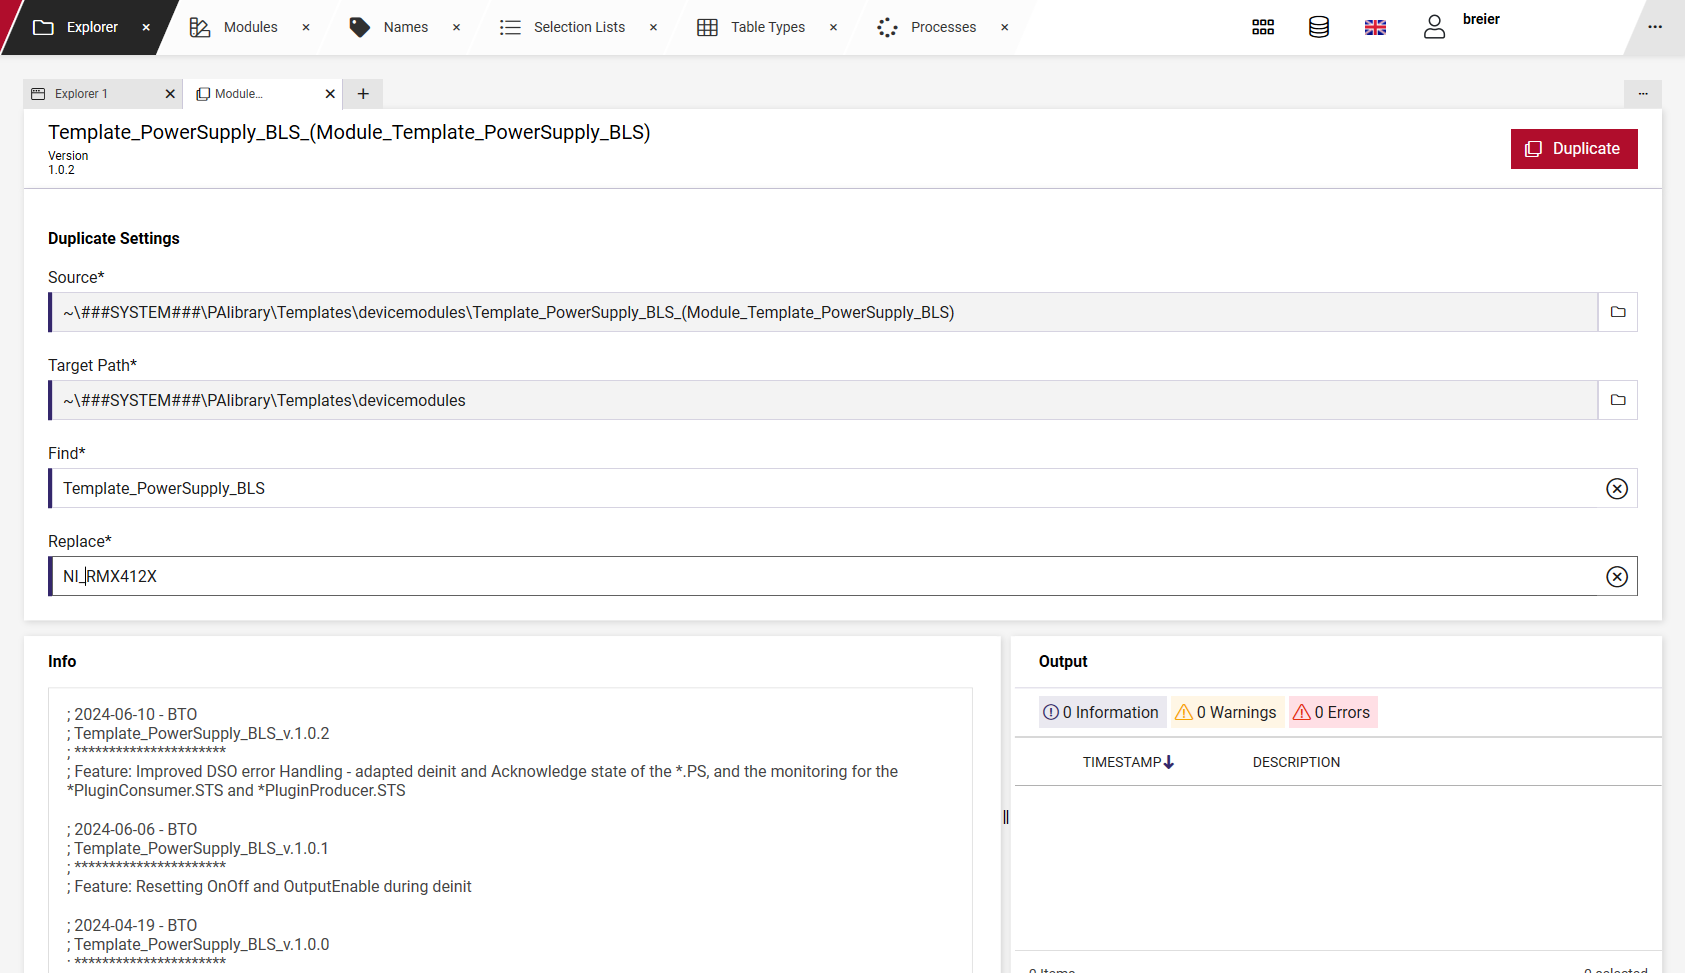 Explorer × Modules × Names × Selection Lists × Table Types × Processes × breier ...
Explorer 1 × Module... × + ...
Template_PowerSupply_BLS_(Module_Template_PowerSupply_BLS)
Version
1.0.2
Duplicate
Duplicate Settings
Source*
~\###SYSTEM###\PAlibrary\Templates\devicemodules\Template_PowerSupply_BLS_(Module_Template_PowerSupply_BLS)
Target Path*
~\###SYSTEM###\PAlibrary\Templates\devicemodules
Find*
Template_PowerSupply_BLS
Replace*
NI_RMX412X
Info
; 2024-06-10 - BTO
; Template_PowerSupply_BLS_v.1.0.2
; **********************
; Feature: Improved DSO error Handling - adapted deinit and Acknowledge state of the *.PS, and the monitoring for the
*PluginConsumer.STS and *PluginProducer.STS
; 2024-06-06 - BTO
; Template_PowerSupply_BLS_v.1.0.1
; **********************
; Feature: Resetting OnOff and OutputEnable during deinit
; 2024-04-19 - BTO
; Template_PowerSupply_BLS_v.1.0.0
; **********************
Output
0 Information 0 Warnings 0 Errors
TIMESTAMP DESCRIPTION
0 Items 0 selected